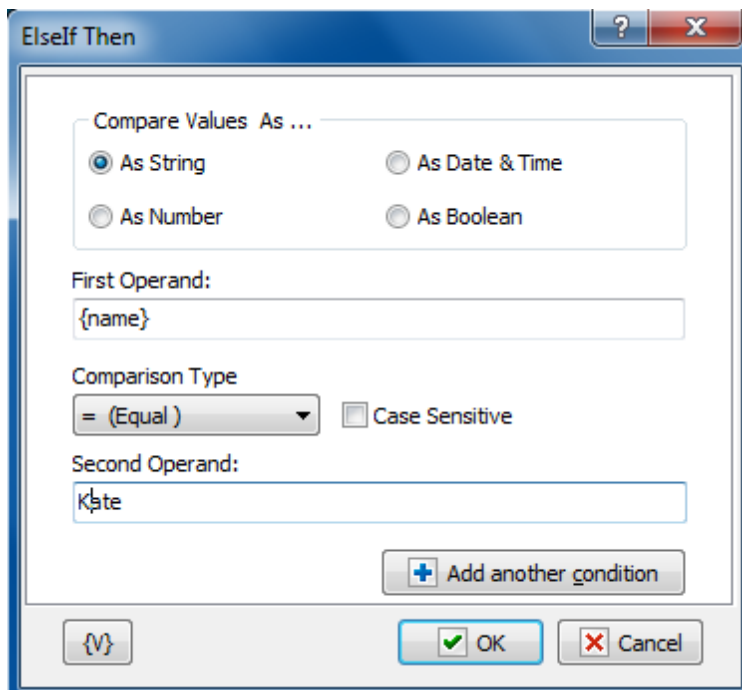 ElseIf Then
?
Compare Values As ...
As String As Date & Time
As Number As Boolean
First Operand:
{name}
Comparison Type
= (Equal ) Case Sensitive
Second Operand:
Kate
Add another condition
{V} OK Cancel